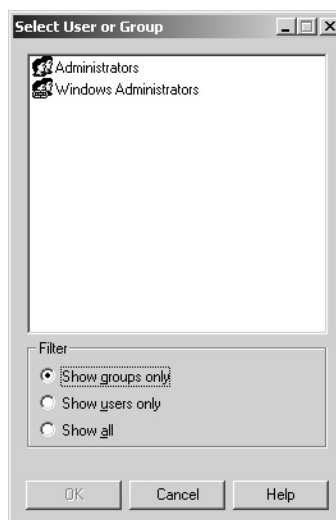 Select User or Group
Administrators
Windows Administrators
Filter
Show groups only
Show users only
Show all
OK
Cancel
Help